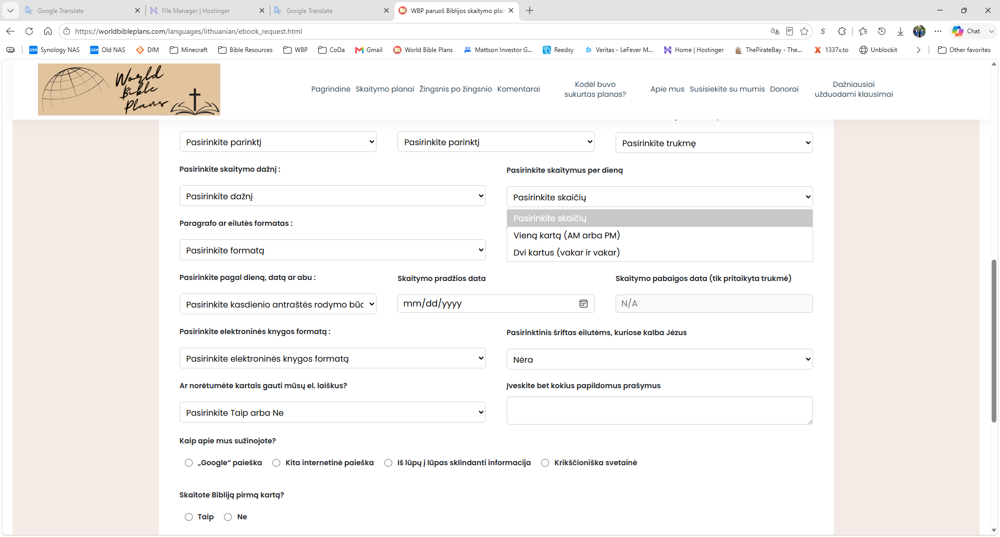 Google Translate
File Manager | Hostinger
Google Translate
WBP paruoš Biblijos skaitymo plan
https://worldbibleplans.com/languages/lithuanian/ebook_request.html
Chat
Synology NAS
Old NAS
DIM
Minecraft
Bible Resources
WBP
CoDa
Gmail
World Bible Plans
Mattson Investor G...
Reedsy
Veritas - LeFever M...
Home | Hostinger
ThePirateBay - The...
1337x.to
Unblockit
Other favorites
World
Bible
Plans
Pagrindinė
Skaitymo planai
Žingsnis po žingsnio
Komentarai
Kodėl buvo
sukurtas planas?
Apie mus
Susisiekite su mumis
Donorai
Dažniausiai
užduodami klausimai
Pasirinkite parinktį
Pasirinkite parinktį
Pasirinkite trukmę
Pasirinkite skaitymo dažnį :
Pasirinkite skaitymus per dieną
Pasirinkite dažnį
Pasirinkite skaičių
Pasirinkite skaičių
Vieną kartą (AM arba PM)
Dvi kartus (vakar ir vakar)
Paragrafo ar eilutės formatas :
Pasirinkite formatą
Pasirinkite pagal dieną, datą ar abu :
Skaitymo pradžios data
Skaitymo pabaigos data (tik pritaikyta trukmė)
Pasirinkite kasdienio antraštės rodymo būd
mm/dd/yyyy
N/A
Pasirinkite elektroninės knygos formatą :
Pasirinktinis šriftas eilutėms, kuriose kalba Jėzus
Pasirinkite elektroninės knygos formatą
Nėra
Ar norėtumėte kartais gauti mūsų el. laiškus?
Įveskite bet kokius papildomus prašymus
Pasirinkite Taip arba Ne
Kaip apie mus sužinojote?
„Google“ paieška
Kita internetinė paieška
Iš lūpų į lūpas sklindanti informacija
Krikščioniška svetainė
Skaitote Bibliją pirmą kartą?
Taip
Ne